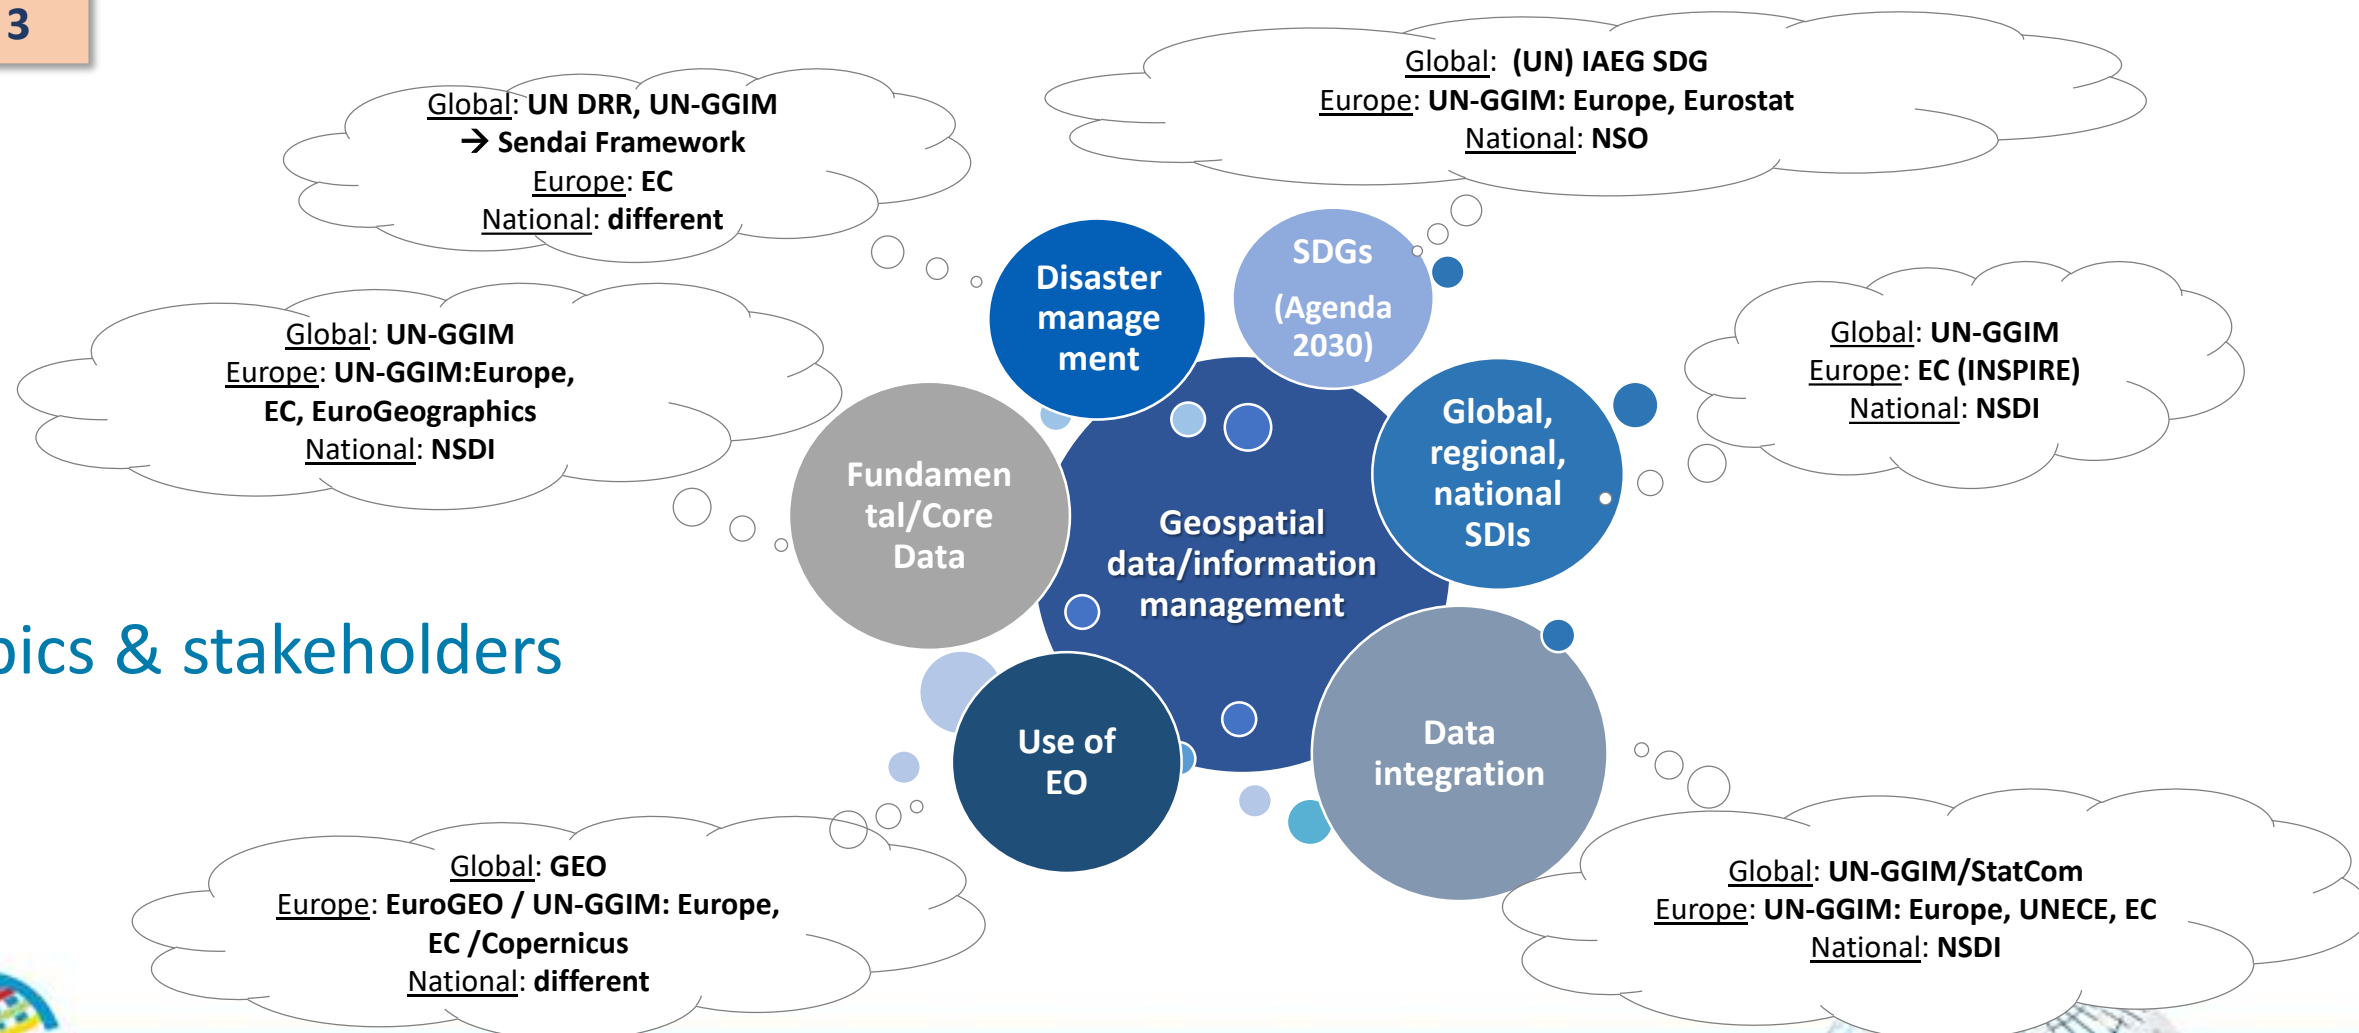 3
Global: UN DRR, UN-GGIM
→ Sendai Framework
Europe: EC
National: different
Global: (UN) IAEG SDG
Europe: UN-GGIM: Europe, Eurostat
National: NSO
Global: UN-GGIM
Europe: UN-GGIM:Europe,
EC, EuroGeographics
National: NSDI
Disaster
manage
ment
SDGs
(Agenda
2030)
Global: UN-GGIM
Europe: EC (INSPIRE)
National: NSDI
Fundamen
tal/Core
Data
Global,
regional,
national
SDIs
Geospatial
data/information
management
pics & stakeholders
Use of
EO
Data
integration
Global: GEO
Europe: EuroGEO / UN-GGIM: Europe,
EC /Copernicus
National: different
Global: UN-GGIM/StatCom
Europe: UN-GGIM: Europe, UNECE, EC
National: NSDI